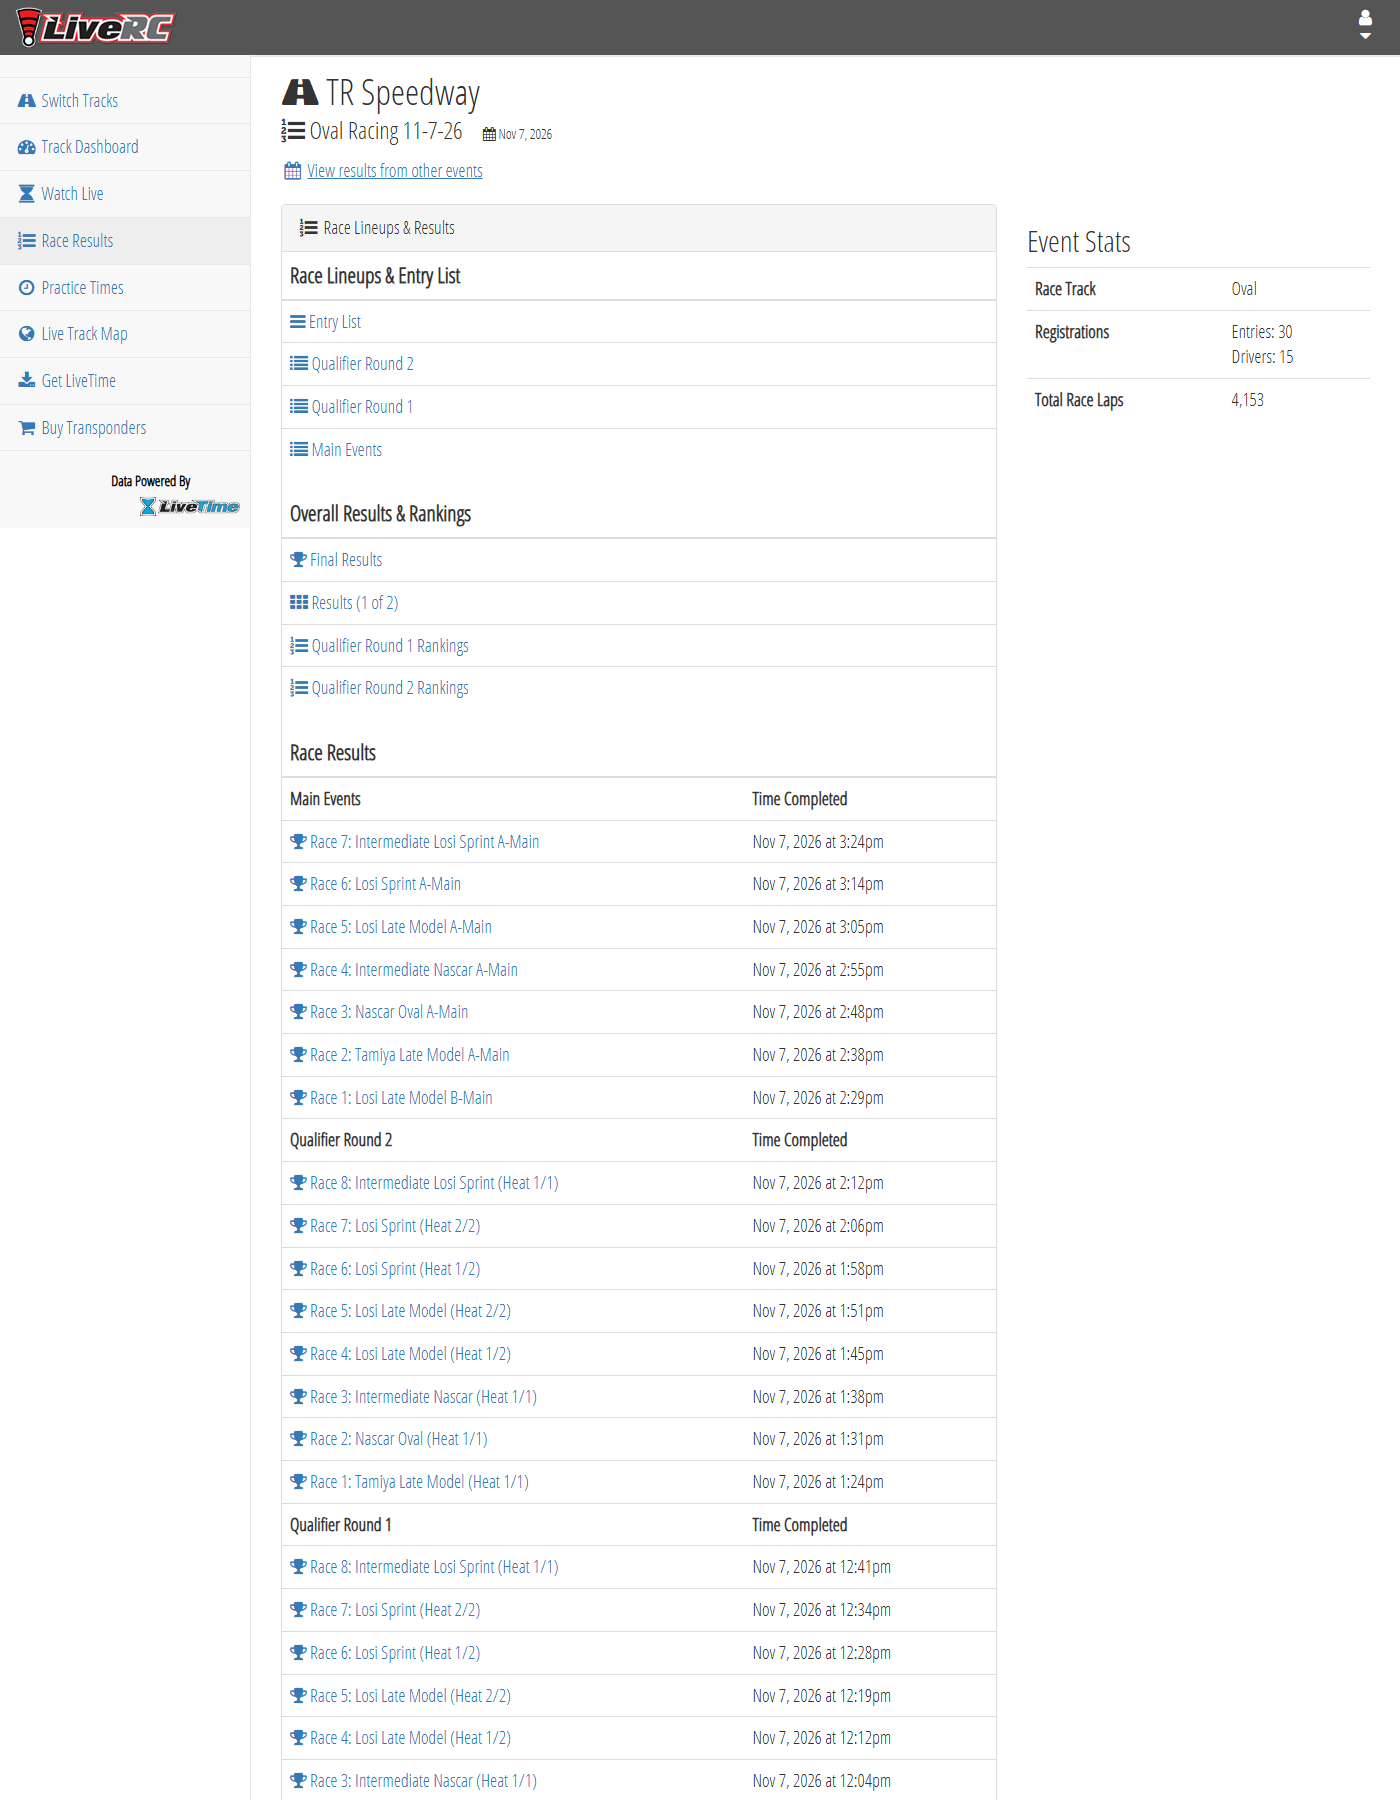 LiveRC
Switch Tracks
Track Dashboard
Watch Live
Race Results
Practice Times
Live Track Map
Get LiveTime
Buy Transponders
Data Powered By
LiveTime
TR Speedway
Oval Racing 11-7-26 Nov 7, 2026
View results from other events
Race Lineups & Results
Race Lineups & Entry List
Entry List
Qualifier Round 2
Qualifier Round 1
Main Events
Overall Results & Rankings
Final Results
Results (1 of 2)
Qualifier Round 1 Rankings
Qualifier Round 2 Rankings
Race Results
Main Events Time Completed
Race 7: Intermediate Losi Sprint A-Main Nov 7, 2026 at 3:24pm
Race 6: Losi Sprint A-Main Nov 7, 2026 at 3:14pm
Race 5: Losi Late Model A-Main Nov 7, 2026 at 3:05pm
Race 4: Intermediate Nascar A-Main Nov 7, 2026 at 2:55pm
Race 3: Nascar Oval A-Main Nov 7, 2026 at 2:48pm
Race 2: Tamiya Late Model A-Main Nov 7, 2026 at 2:38pm
Race 1: Losi Late Model B-Main Nov 7, 2026 at 2:29pm
Qualifier Round 2 Time Completed
Race 8: Intermediate Losi Sprint (Heat 1/1) Nov 7, 2026 at 2:12pm
Race 7: Losi Sprint (Heat 2/2) Nov 7, 2026 at 2:06pm
Race 6: Losi Sprint (Heat 1/2) Nov 7, 2026 at 1:58pm
Race 5: Losi Late Model (Heat 2/2) Nov 7, 2026 at 1:51pm
Race 4: Losi Late Model (Heat 1/2) Nov 7, 2026 at 1:45pm
Race 3: Intermediate Nascar (Heat 1/1) Nov 7, 2026 at 1:38pm
Race 2: Nascar Oval (Heat 1/1) Nov 7, 2026 at 1:31pm
Race 1: Tamiya Late Model (Heat 1/1) Nov 7, 2026 at 1:24pm
Qualifier Round 1 Time Completed
Race 8: Intermediate Losi Sprint (Heat 1/1) Nov 7, 2026 at 12:41pm
Race 7: Losi Sprint (Heat 2/2) Nov 7, 2026 at 12:34pm
Race 6: Losi Sprint (Heat 1/2) Nov 7, 2026 at 12:28pm
Race 5: Losi Late Model (Heat 2/2) Nov 7, 2026 at 12:19pm
Race 4: Losi Late Model (Heat 1/2) Nov 7, 2026 at 12:12pm
Race 3: Intermediate Nascar (Heat 1/1) Nov 7, 2026 at 12:04pm
Event Stats
Race Track Oval
Registrations Entries: 30
Drivers: 15
Total Race Laps 4,153